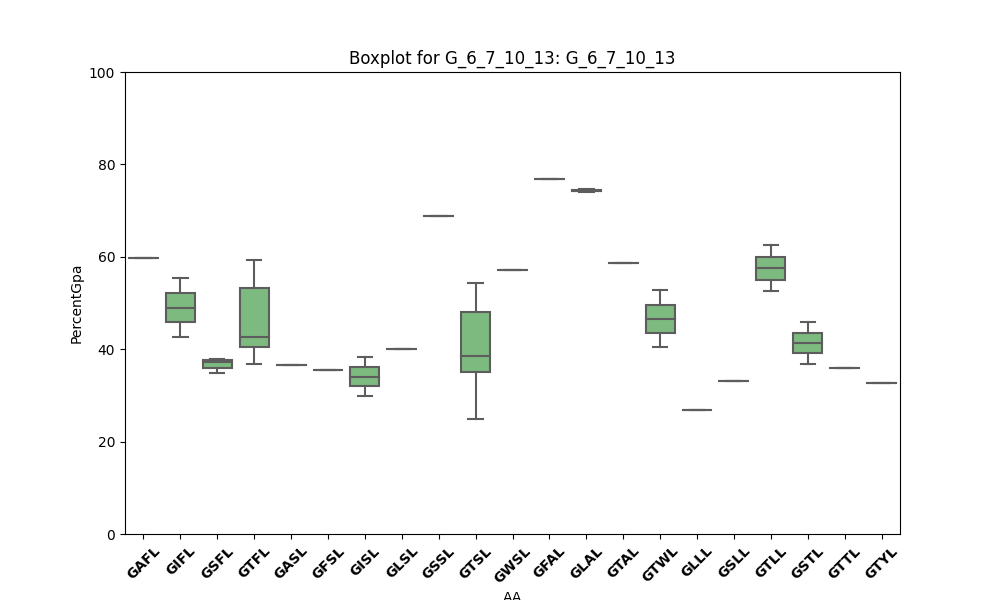 Boxplot for G_6_7_10_13: G_6_7_10_13
100
80
60
40
20
0
PercentGpa
GAFL GIFL GSFL GTFL GASL GFSL GISL GLSL GSSL GTSL GWSL GFAL GLAL GTAL GTWL GLLL GSLL GTLL GSTL GTTL GTYL
AA